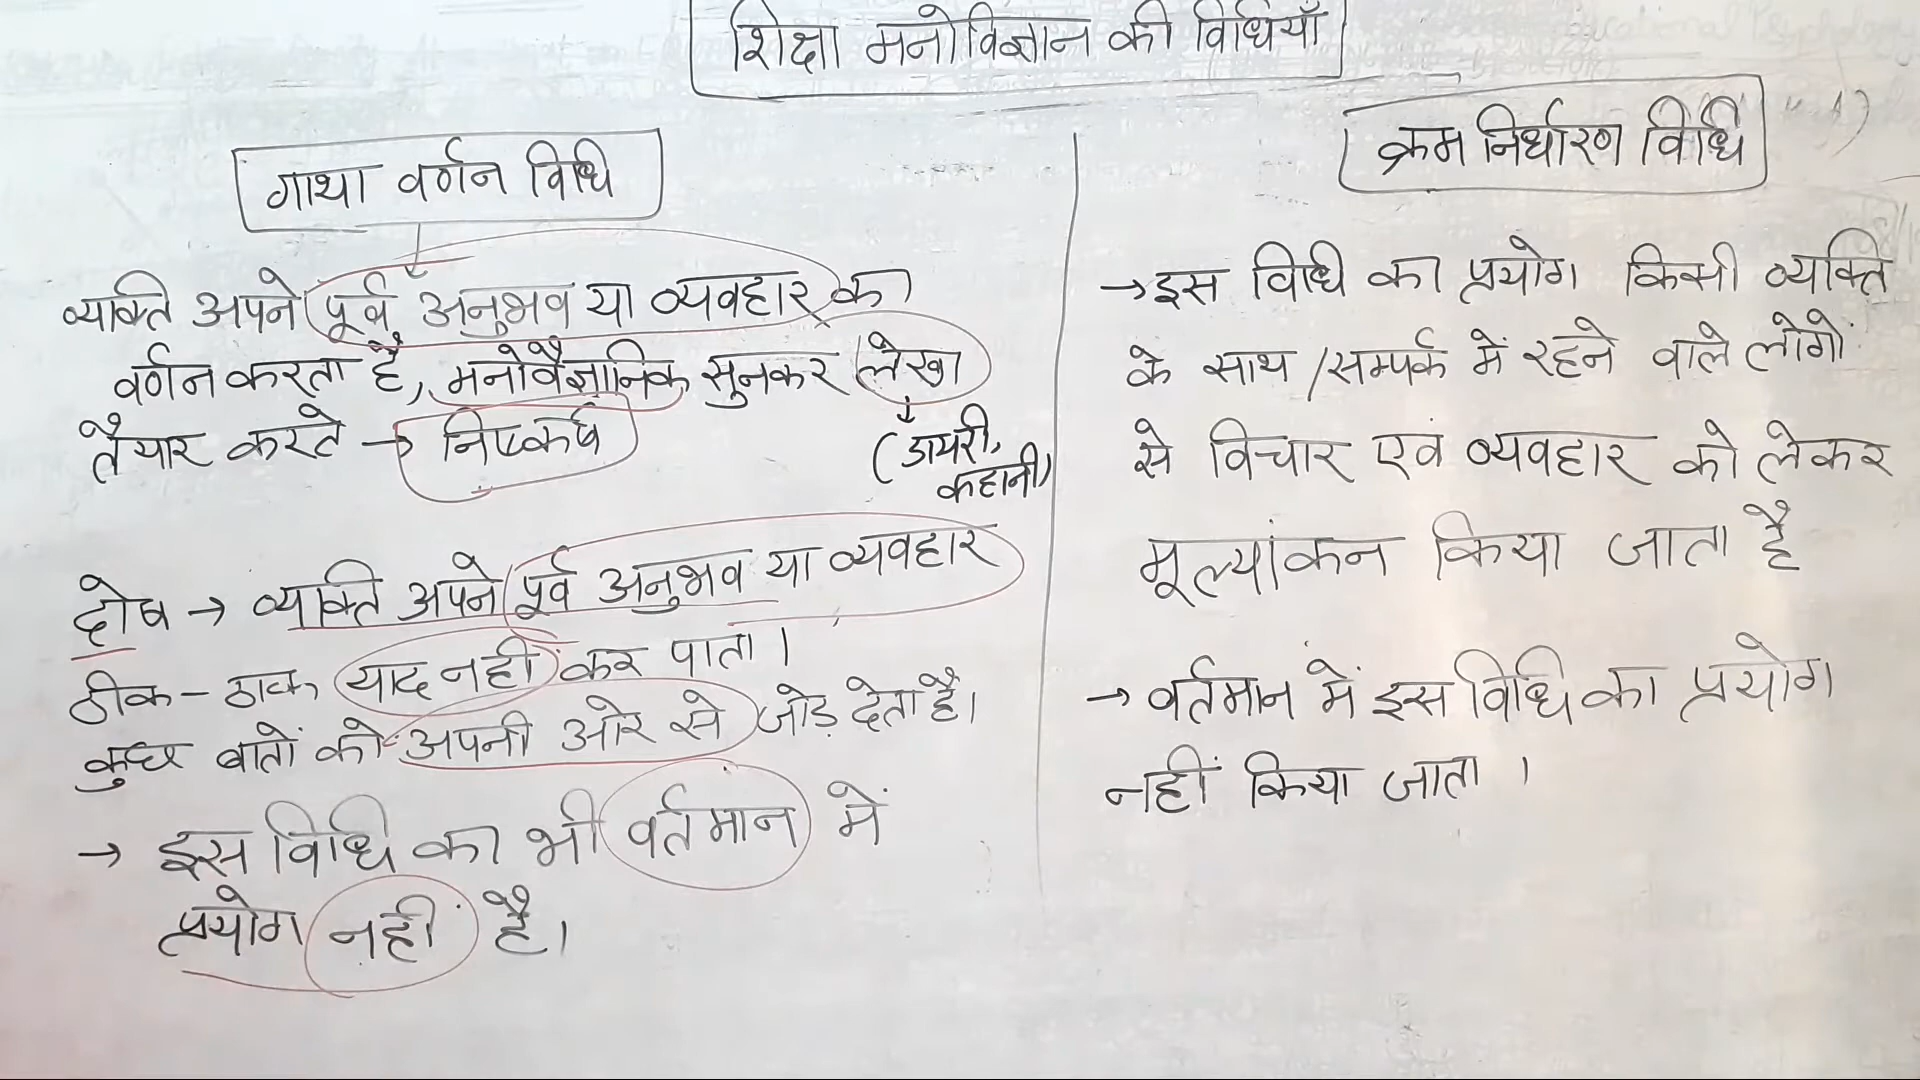 शिक्षा मनोविज्ञान की विधियाँ
गाथा वर्णन विधि
व्यक्ति अपने पूर्व अनुभव या व्यवहार का
वर्णन करता है, मनोवैज्ञानिक सुनकर लेखा
तैयार करते → निष्कर्ष
(डायरी,
कहानी)
दोष → व्यक्ति अपने पूर्व अनुभव या व्यवहार
ठीक-ठाक याद नहीं कर पाता।
कुछ बातों को अपनी ओर से जोड़ देता है।
→ इस विधि का भी वर्तमान में
प्रयोग नहीं है।
क्रम निर्धारण विधि
→ इस विधि का प्रयोग किसी व्यक्ति
के साथ /सम्पर्क में रहने वाले लोगों
से विचार एवं व्यवहार को लेकर
मूल्यांकन किया जाता है
→ वर्तमान में इस विधि का प्रयोग
नहीं किया जाता।